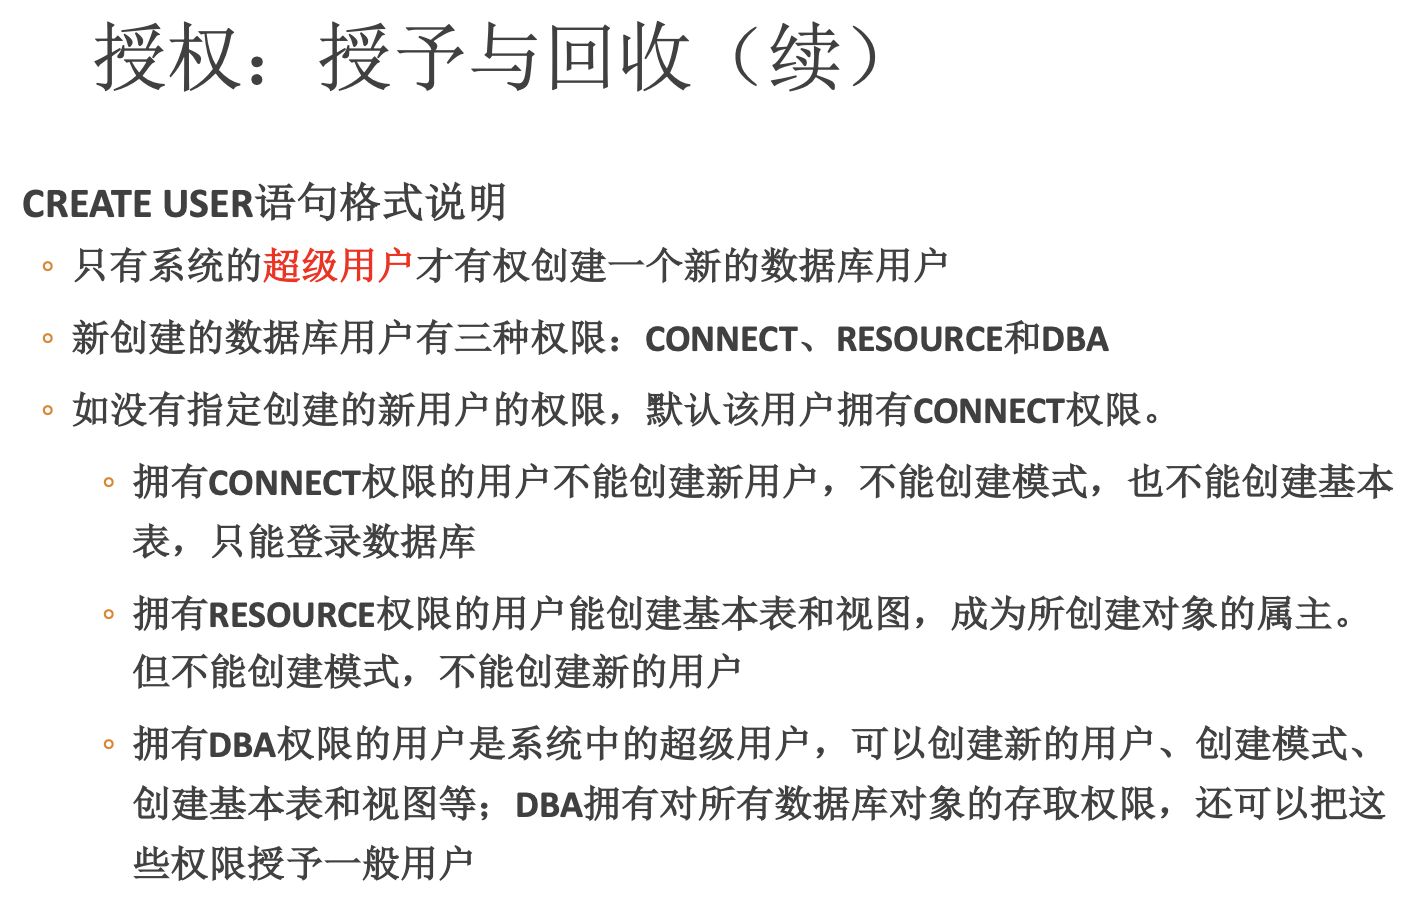 授权：授予与回收（续）
CREATE USER语句格式说明
◦ 只有系统的超级用户才有权创建一个新的数据库用户
◦ 新创建的数据库用户有三种权限：CONNECT、RESOURCE和DBA
◦ 如没有指定创建的新用户的权限，默认该用户拥有CONNECT权限。
◦ 拥有CONNECT权限的用户不能创建新用户，不能创建模式，也不能创建基本
表，只能登录数据库
◦ 拥有RESOURCE权限的用户能创建基本表和视图，成为所创建对象的属主。
但不能创建模式，不能创建新的用户
◦ 拥有DBA权限的用户是系统中的超级用户，可以创建新的用户、创建模式、
创建基本表和视图等；DBA拥有对所有数据库对象的存取权限，还可以把这
些权限授予一般用户